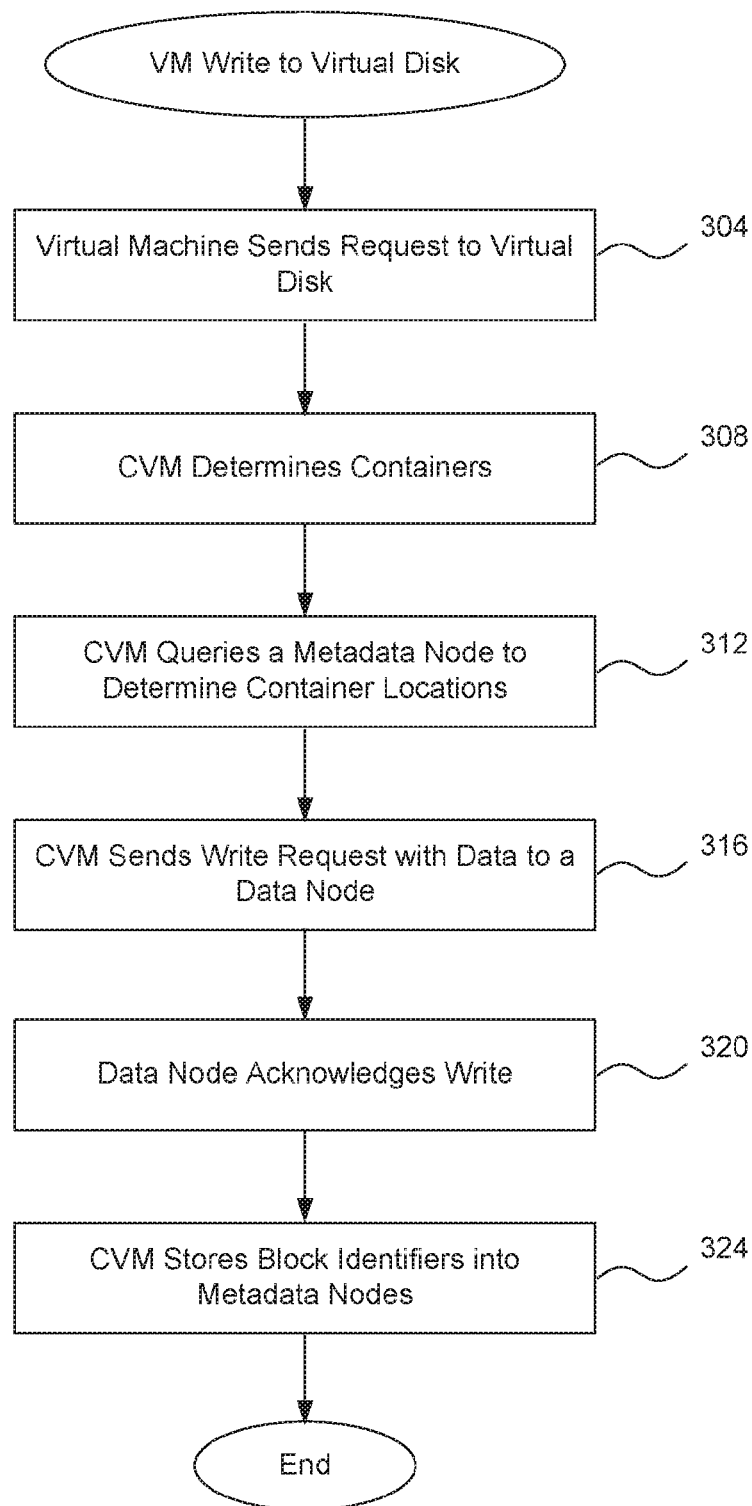 VM Write to Virtual Disk
304
Virtual Machine Sends Request to Virtual
Disk
308
CVM Determines Containers
312
CVM Queries a Metadata Node to
Determine Container Locations
316
CVM Sends Write Request with Data to a
Data Node
320
Data Node Acknowledges Write
324
CVM Stores Block Identifiers into
Metadata Nodes
End